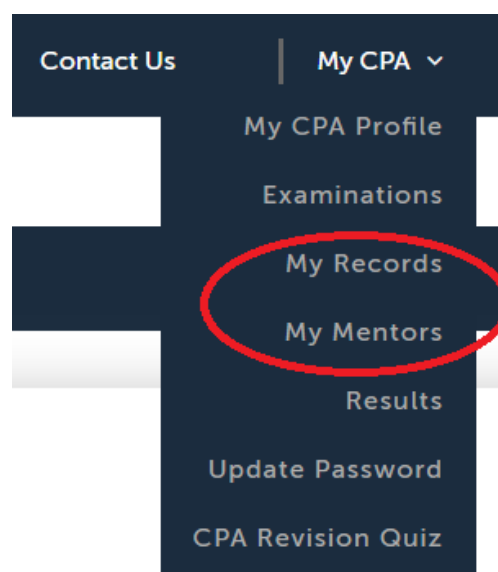 Contact Us My CPA
My CPA Profile
Examinations
My Records
My Mentors
Results
Update Password
CPA Revision Quiz